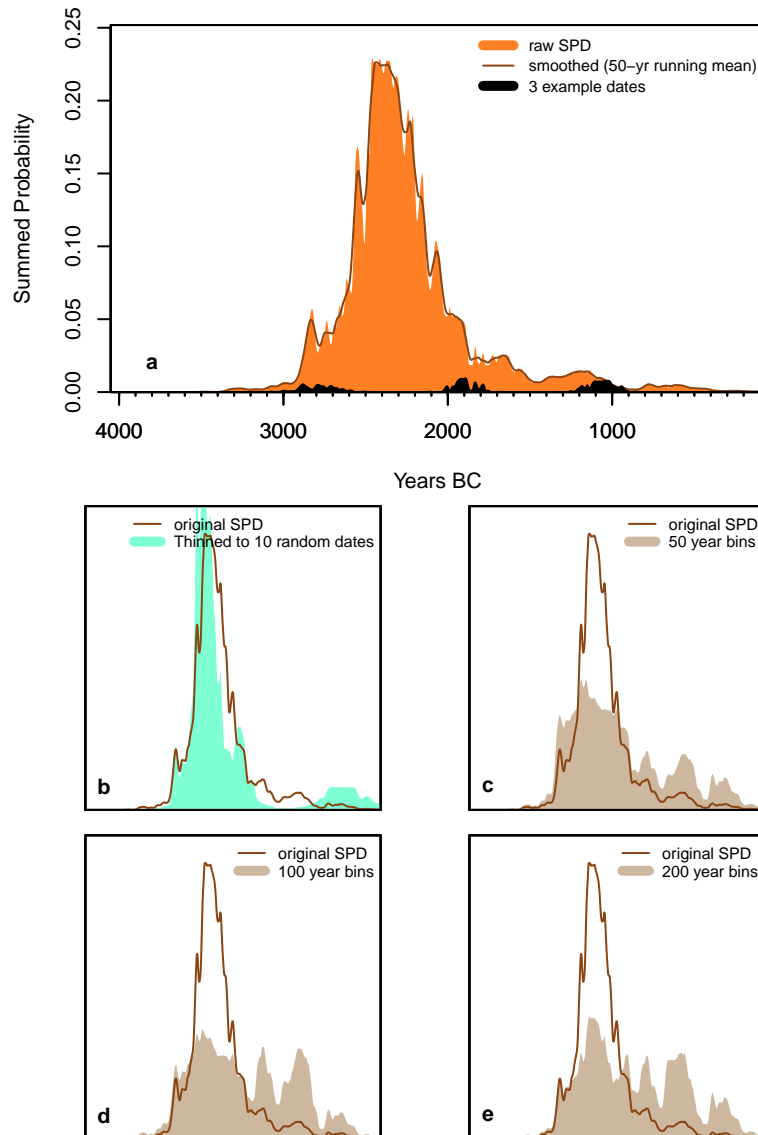 raw SPD
smoothed (50−yr running mean)
3 example dates
Summed Probability
0.25
0.20
0.15
0.10
0.05
0.00
a
4000 3000 2000 1000
Years BC
original SPD
Thinned to 10 random dates
b
original SPD
50 year bins
c
original SPD
100 year bins
d
original SPD
200 year bins
e